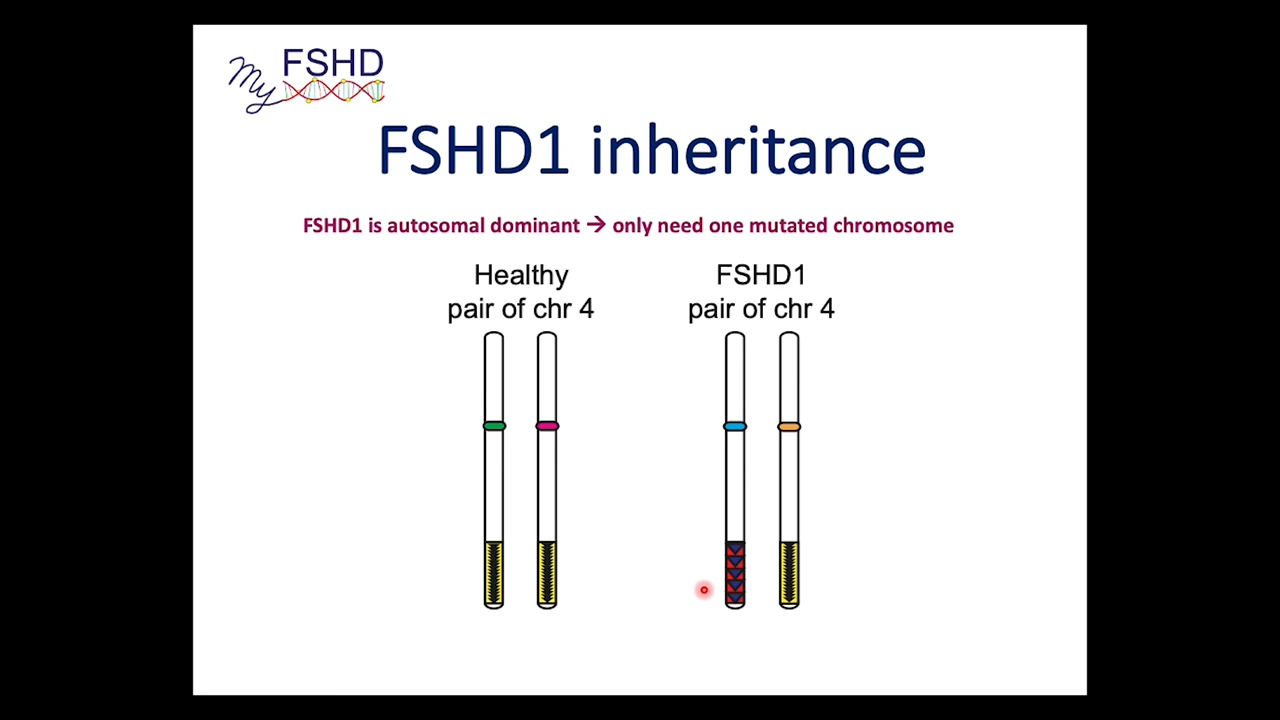 My FSHD
FSHD1 inheritance
FSHD1 is autosomal dominant → only need one mutated chromosome
Healthy
pair of chr 4
FSHD1
pair of chr 4